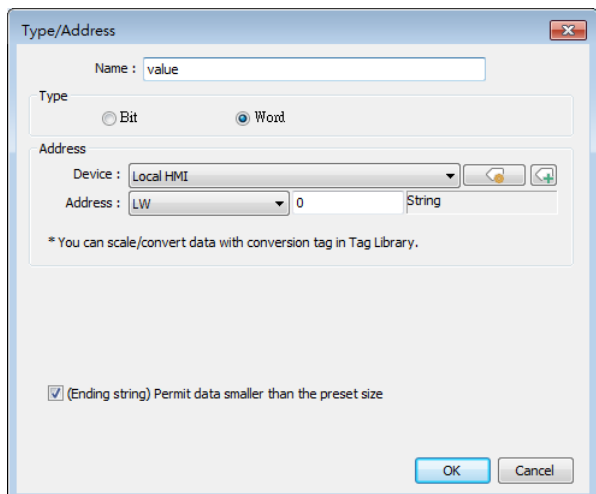 Type/Address
Name : value
Type
Bit Word
Address
Device : Local HMI
Address : LW 0 String
* You can scale/convert data with conversion tag in Tag Library.
(Ending string) Permit data smaller than the preset size
OK Cancel